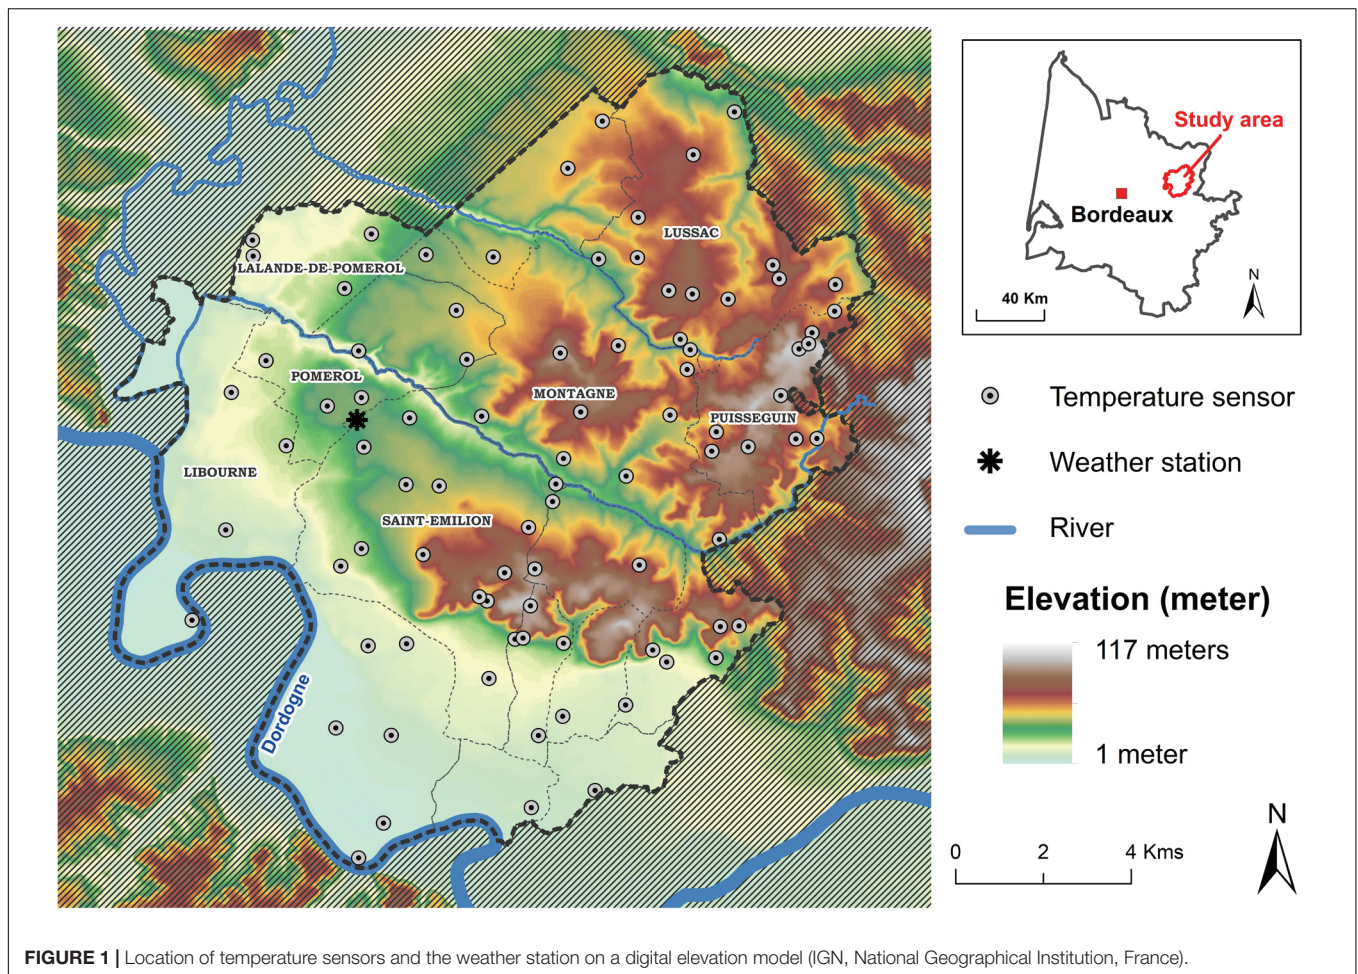 LUSSAC
LALANDE-DE-POMEROL
POMEROL
MONTAGNE
PUISSEGUIN
LIBOURNE
SAINT-EMILION
Dordogne
Study area
Bordeaux
N
40 Km
Temperature sensor
Weather station
River
Elevation (meter)
117 meters
1 meter
N
0 2 4 Kms
FIGURE 1 | Location of temperature sensors and the weather station on a digital elevation model (IGN, National Geographical Institution, France).